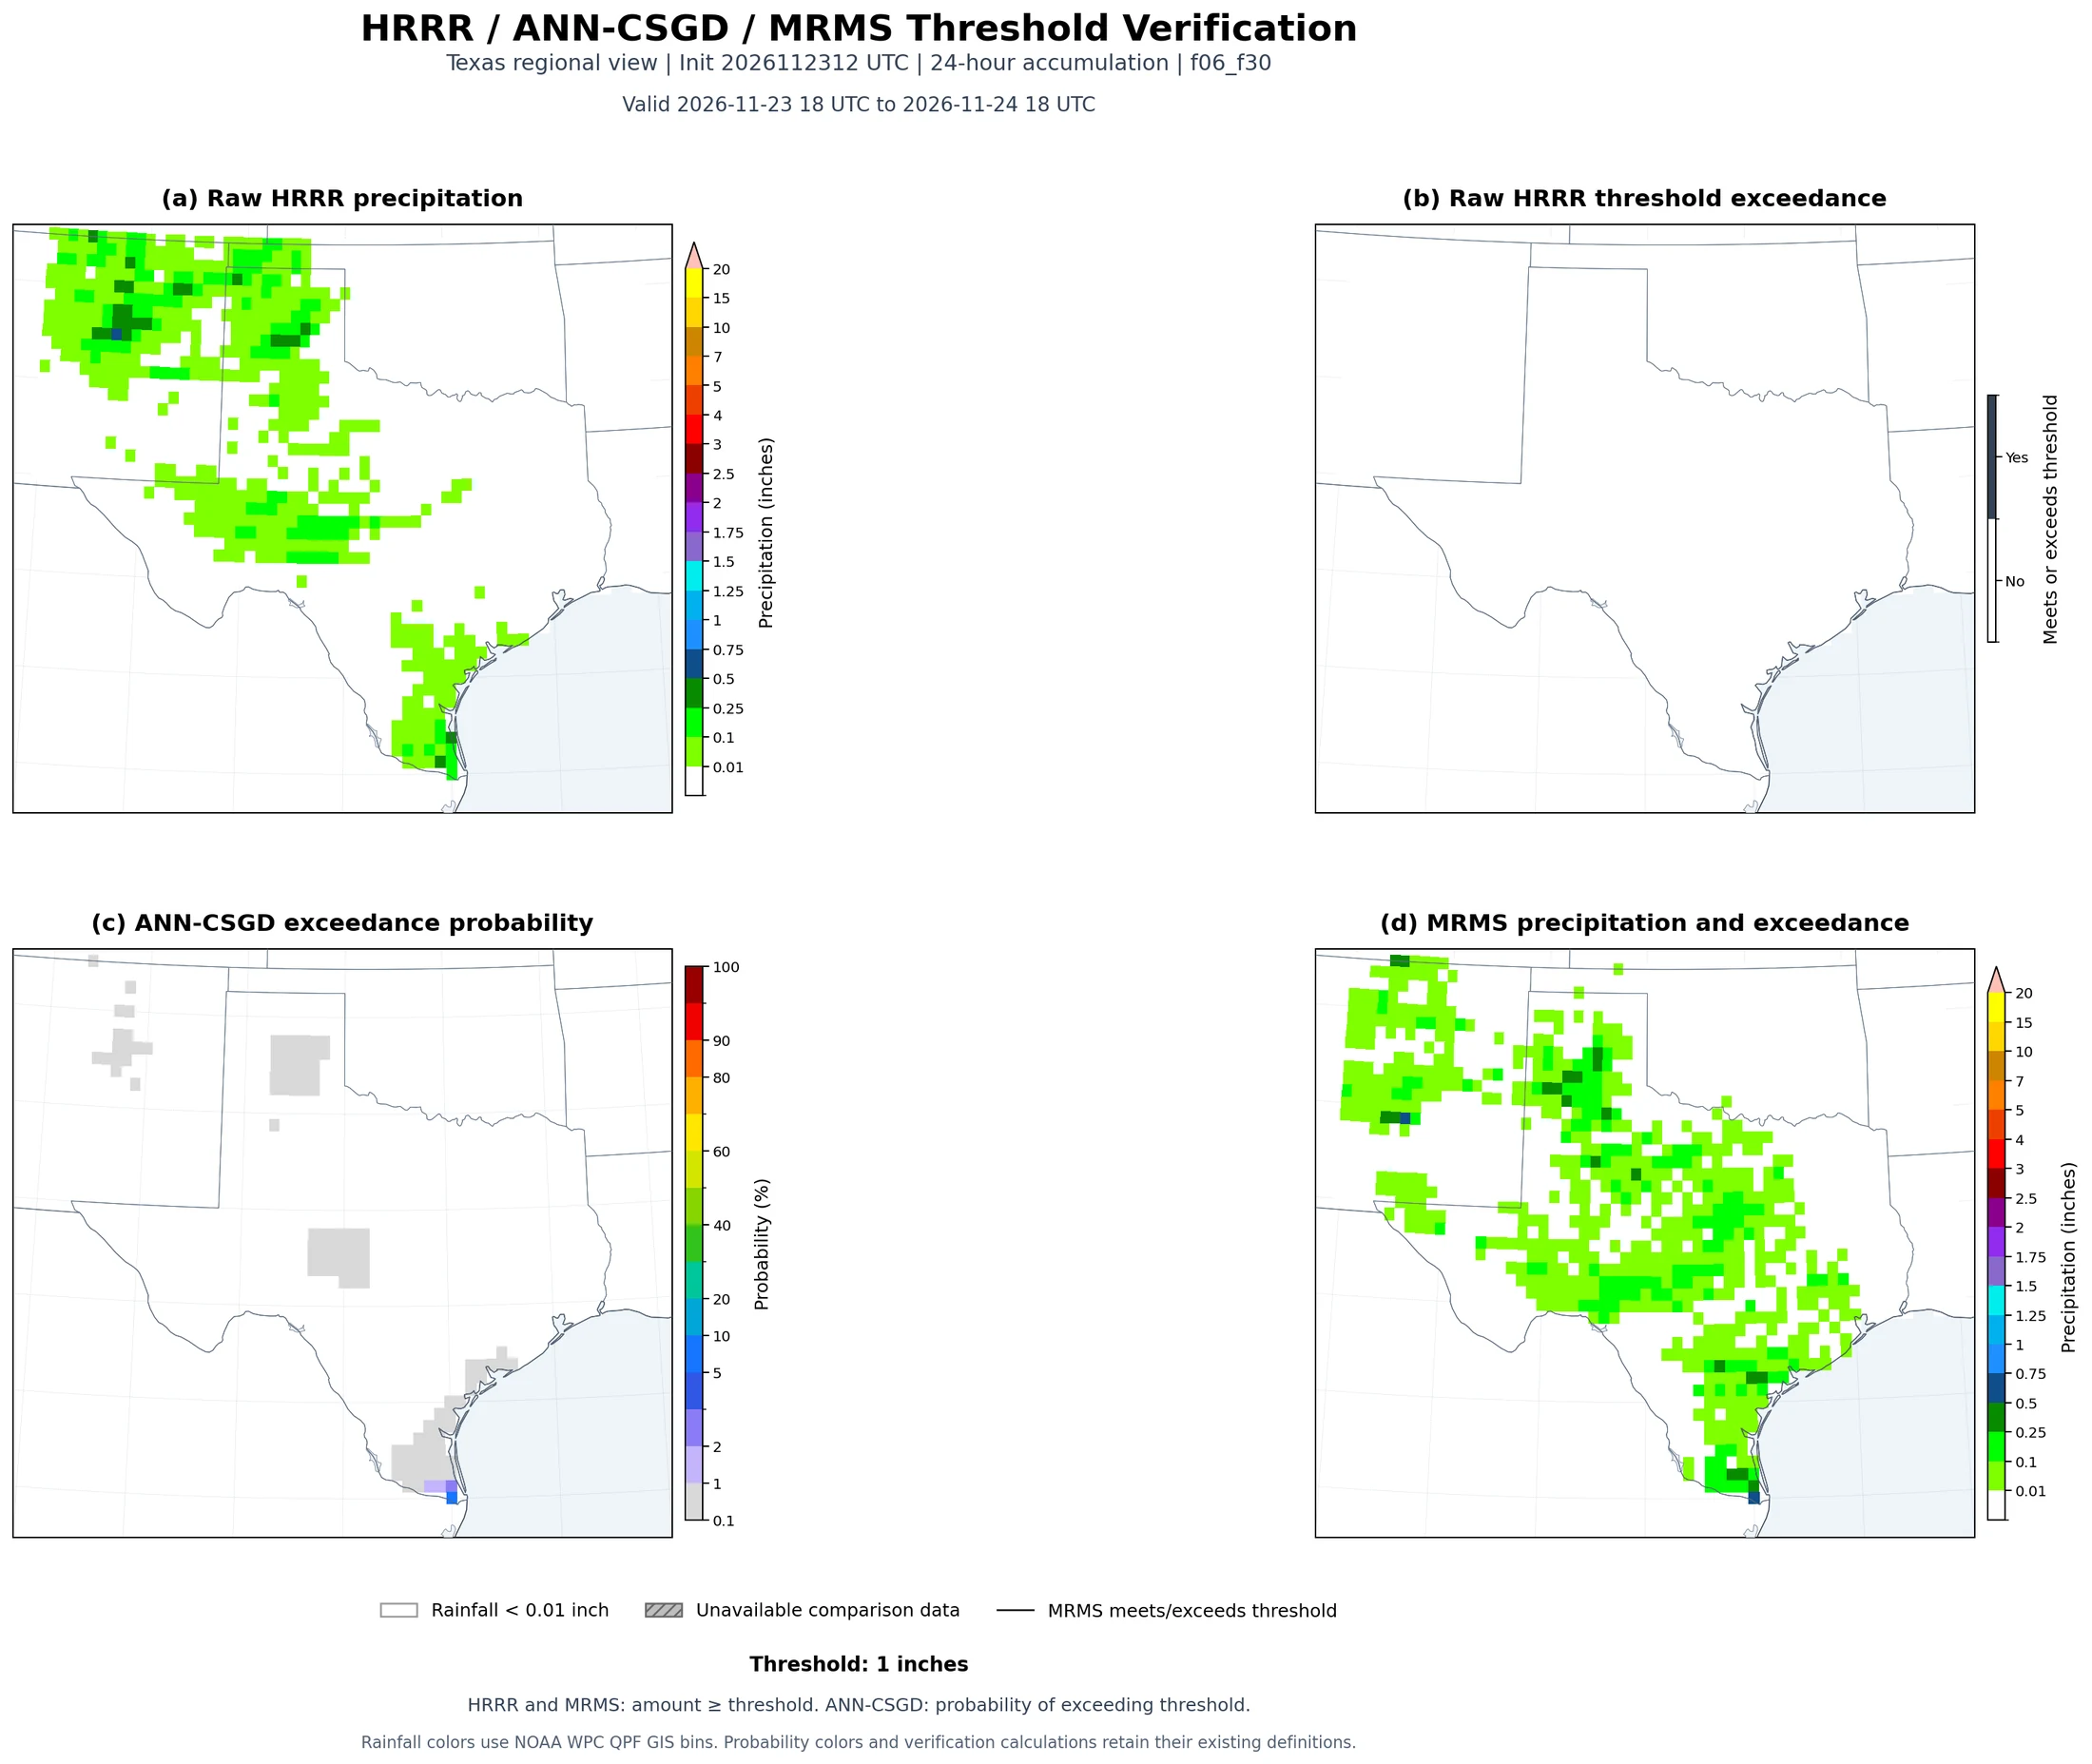 HRRR / ANN-CSGD / MRMS Threshold Verification
Texas regional view | Init 2026112312 UTC | 24-hour accumulation | f06_f30
Valid 2026-11-23 18 UTC to 2026-11-24 18 UTC
(a) Raw HRRR precipitation
20
15
10
7
5
4
3
2.5
2
1.75
1.5
1.25
1
0.75
0.5
0.25
0.1
0.01
Precipitation (inches)
(b) Raw HRRR threshold exceedance
Yes
No
Meets or exceeds threshold
(c) ANN-CSGD exceedance probability
100
90
80
60
40
20
10
5
2
1
0.1
Probability (%)
(d) MRMS precipitation and exceedance
20
15
10
7
5
4
3
2.5
2
1.75
1.5
1.25
1
0.75
0.5
0.25
0.1
0.01
Precipitation (inches)
Rainfall < 0.01 inch
Unavailable comparison data
MRMS meets/exceeds threshold
Threshold: 1 inches
HRRR and MRMS: amount ≥ threshold. ANN-CSGD: probability of exceeding threshold.
Rainfall colors use NOAA WPC QPF GIS bins. Probability colors and verification calculations retain their existing definitions.